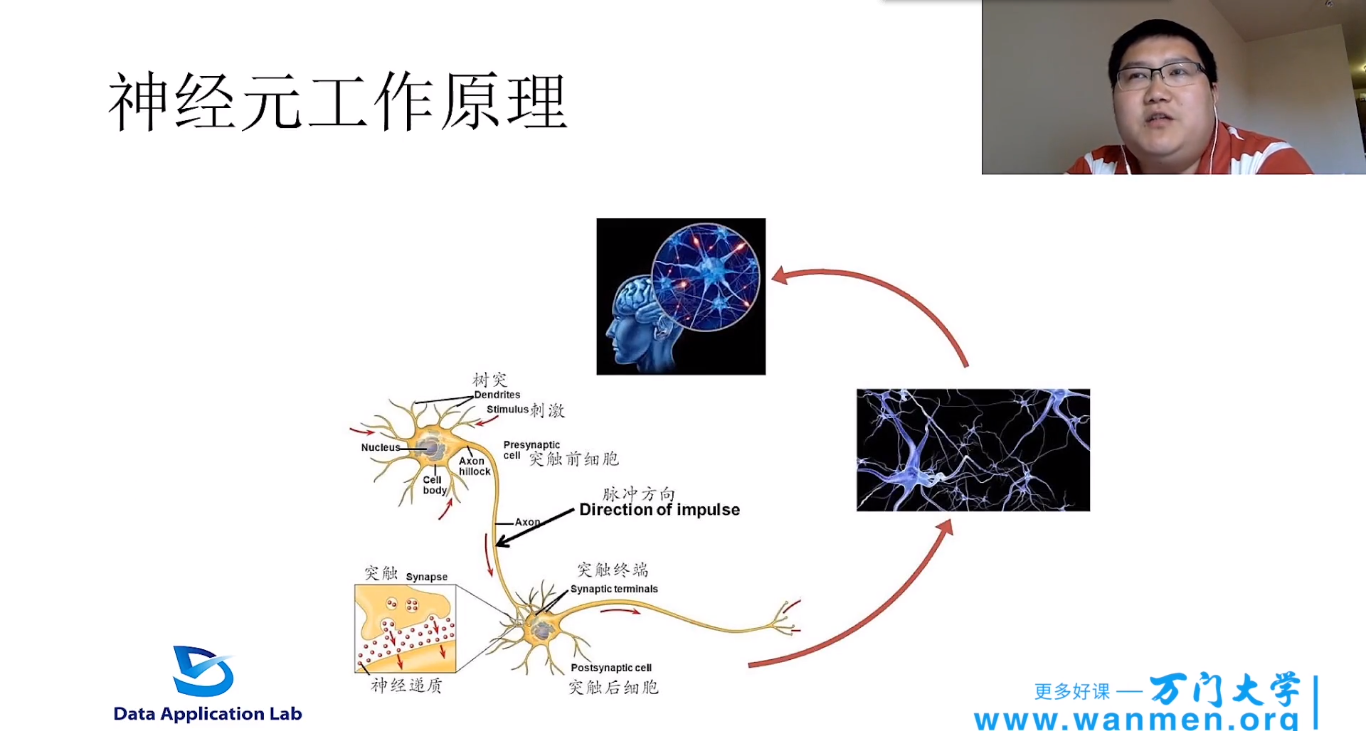 神经元工作原理
树突
Dendrites
Stimulus 刺激
Nucleus
Presynaptic
cell 突触前细胞
Axon
hillock
Cell
body
脉冲方向
Direction of impulse
Axon
突触 Synapse
突触终端
Synaptic terminals
神经递质
Postsynaptic cell
突触后细胞
Data Application Lab
更多好课 — 万门大学
www.wanmen.org